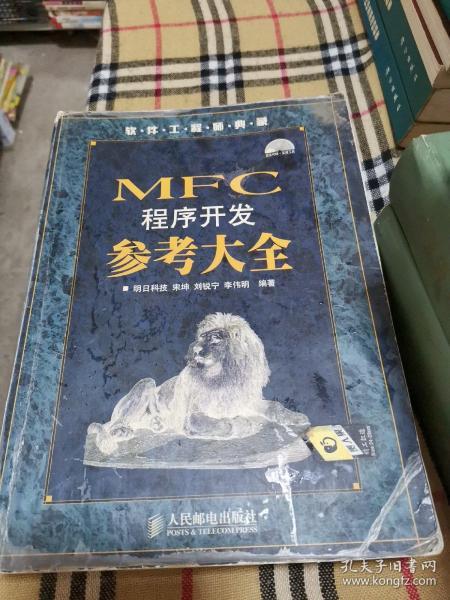 软·件·工·程·师·典·藏
MFC
程序开发
参考大全
■ 明日科技 宋坤 刘锐宁 李伟明 编著
人民邮电出版社
POSTS & TELECOM PRESS
孔夫子旧书网
www.kongfz.com